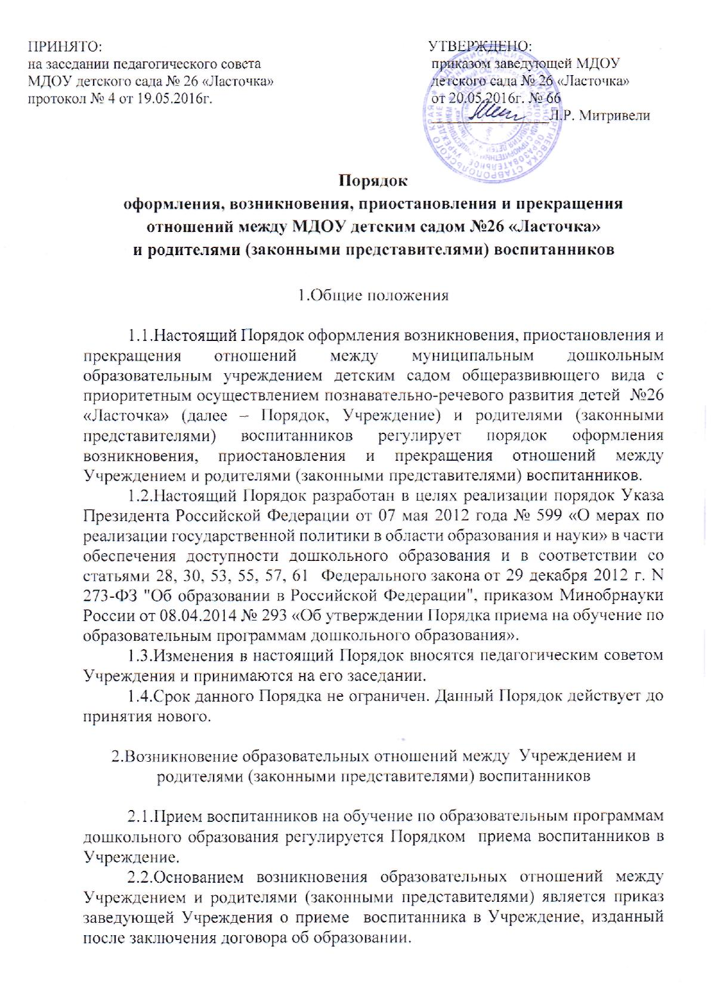 ПРИНЯТО:
на заседании педагогического совета
МДОУ детского сада № 26 «Ласточка»
протокол № 4 от 19.05.2016г.
УТВЕРЖДЕНО:
приказом заведующей МДОУ
детского сада № 26 «Ласточка»
от 20.05.2016г. № 66
Л.Р. Митривели
Порядок
оформления, возникновения, приостановления и прекращения
отношений между МДОУ детским садом №26 «Ласточка»
и родителями (законными представителями) воспитанников
1.Общие положения
1.1.Настоящий Порядок оформления возникновения, приостановления и
прекращения отношений между муниципальным дошкольным
образовательным учреждением детским садом общеразвивющего вида с
приоритетным осуществлением познавательно-речевого развития детей №26
«Ласточка» (далее – Порядок, Учреждение) и родителями (законными
представителями) воспитанников регулирует порядок оформления
возникновения, приостановления и прекращения отношений между
Учреждением и родителями (законными представителями) воспитанников.
1.2.Настоящий Порядок разработан в целях реализации порядок Указа
Президента Российской Федерации от 07 мая 2012 года № 599 «О мерах по
реализации государственной политики в области образования и науки» в части
обеспечения доступности дошкольного образования и в соответствии со
статьями 28, 30, 53, 55, 57, 61 Федерального закона от 29 декабря 2012 г. N
273-ФЗ "Об образовании в Российской Федерации", приказом Минобрнауки
России от 08.04.2014 № 293 «Об утверждении Порядка приема на обучение по
образовательным программам дошкольного образования».
1.3.Изменения в настоящий Порядок вносятся педагогическим советом
Учреждения и принимаются на его заседании.
1.4.Срок данного Порядка не ограничен. Данный Порядок действует до
принятия нового.
2.Возникновение образовательных отношений между Учреждением и
родителями (законными представителями) воспитанников
2.1.Прием воспитанников на обучение по образовательным программам
дошкольного образования регулируется Порядком приема воспитанников в
Учреждение.
2.2.Основанием возникновения образовательных отношений между
Учреждением и родителями (законными представителями) является приказ
заведующей Учреждения о приеме воспитанника в Учреждение, изданный
после заключения договора об образовании.